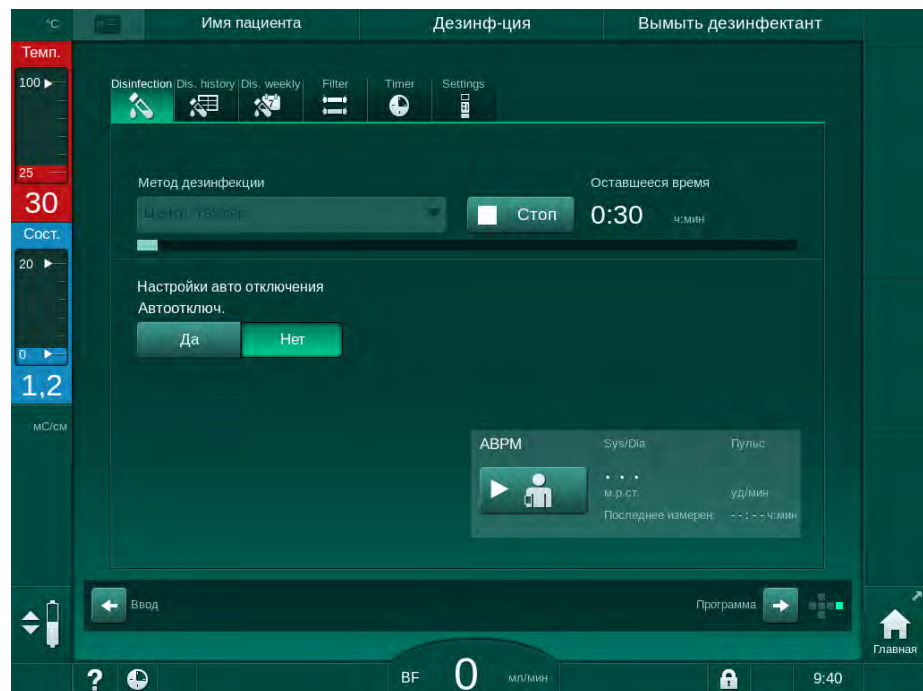 °C
Имя пациента
Дезинф-ция
Вымыть дезинфектант
Темп.
100
25
30
Сост.
20
0
1,2
мС/см
Disinfection Dis. history Dis. weekly Filter Timer Settings
7
Метод дезинфекции
Оставшееся время
Центр. термич.
Стоп
0:30 ч:мин
Настройки авто отключения
Автоотключ.
Да Нет
ABPM Sys/Dia Пульс
м.р.ст. уд/мин
Последнее измерен: --:-- ч:мин
Ввод
Программа
Главная
? BF 0 мл/мин 9:40